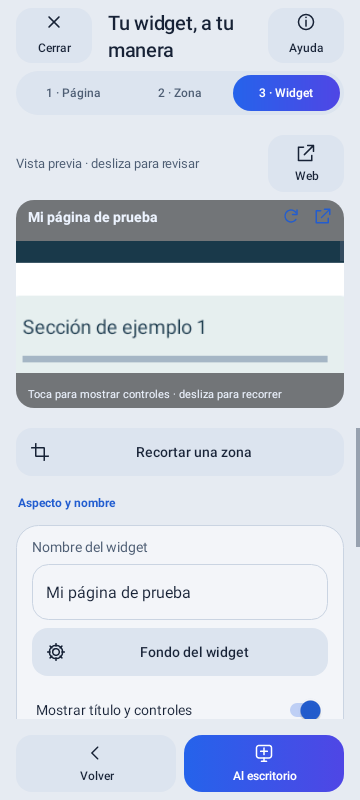 Cerrar
Tu widget, a tu
manera
Ayuda
1 · Página
2 · Zona
3 · Widget
Vista previa · desliza para revisar
Web
Mi página de prueba
Sección de ejemplo 1
Toca para mostrar controles · desliza para recorrer
Recortar una zona
Aspecto y nombre
Nombre del widget
Mi página de prueba
Fondo del widget
Mostrar título y controles
Volver
Al escritorio